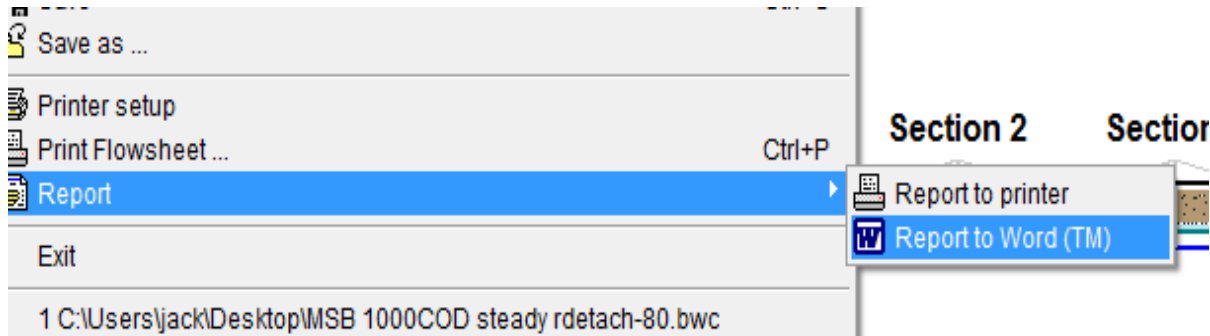 Save as ...
Printer setup
Print Flowsheet ...
Ctrl+P
Report
Exit
1 C:\Users\jack\Desktop\MSB 1000COD steady rdetach-80.bwc
Section 2
Section
Report to printer
Report to Word (TM)